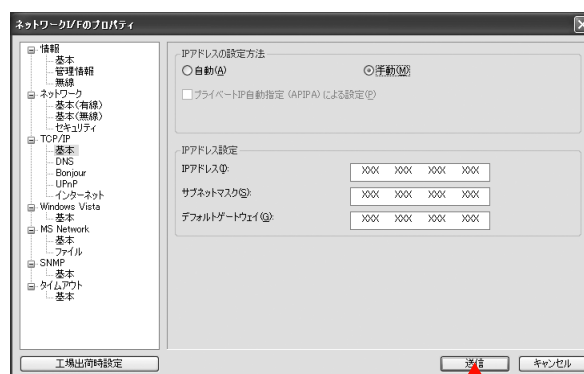 ネットワークI/Fのプロパティ
情報
基本
管理情報
無線
ネットワーク
基本(有線)
基本(無線)
セキュリティ
TCP/IP
基本
DNS
Bonjour
UPnP
インターネット
Windows Vista
基本
MS Network
基本
ファイル
SNMP
基本
タイムアウト
基本
IPアドレスの設定方法
自動(A)
手動(M)
プライベートIP自動指定 (APIPA) による設定(P)
IPアドレス設定
IPアドレス(I):
XXX XXX XXX XXX
サブネットマスク(S):
XXX XXX XXX XXX
デフォルトゲートウェイ(G):
XXX XXX XXX XXX
工場出荷時設定
送信
キャンセル